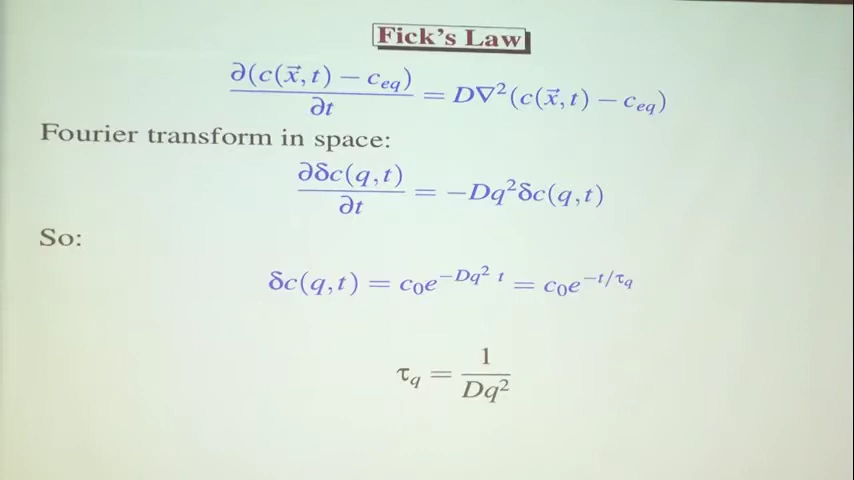 Fick's Law
∂(c(x⃗,t) − c_eq)/∂t = D∇²(c(x⃗,t) − c_eq)
Fourier transform in space:
∂δc(q,t)/∂t = −Dq²δc(q,t)
So:
δc(q,t) = c₀e^{−Dq² t} = c₀e^{−t/τ_q}
τ_q = 1/Dq²